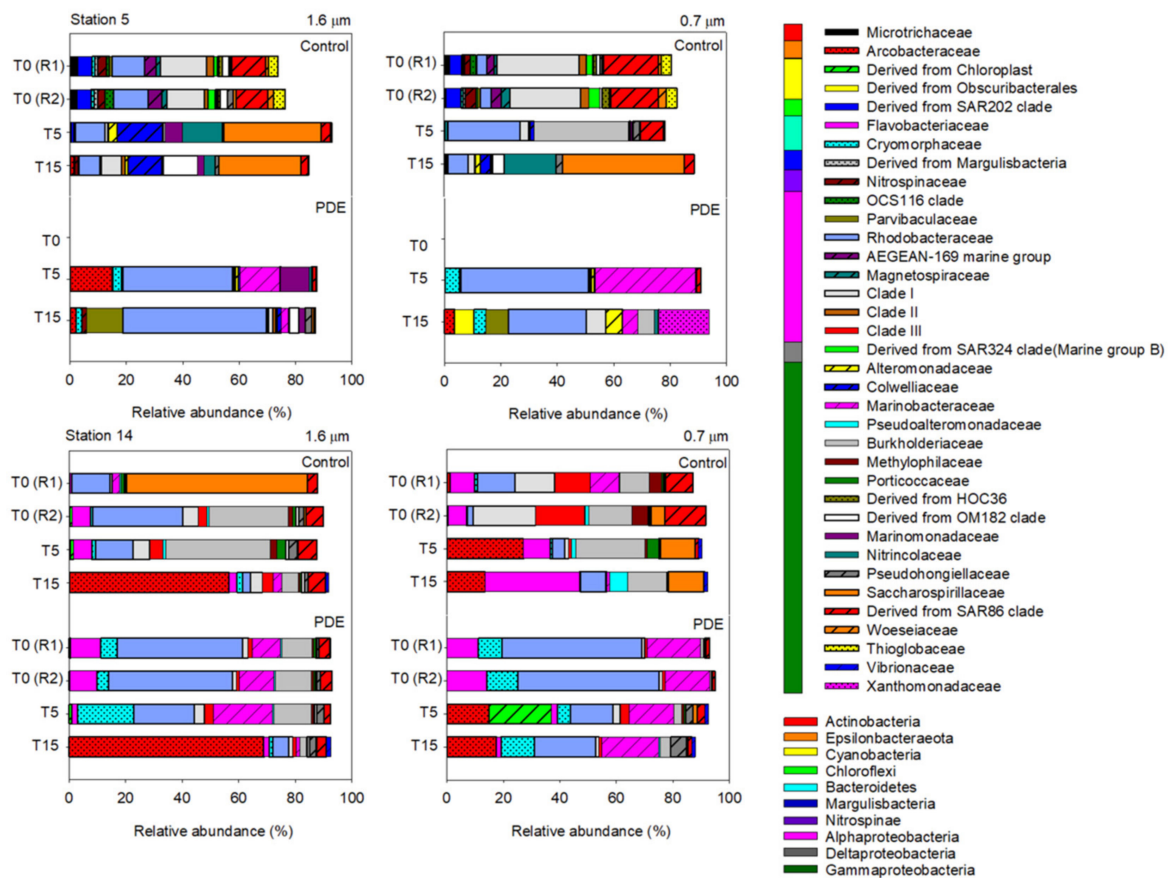 Station 5
1.6 μm
Control
T0 (R1)
T0 (R2)
T5
T15
PDE
T0
T5
T15
0 20 40 60 80 100
Relative abundance (%)
0.7 μm
Control
T0 (R1)
T0 (R2)
T5
T15
PDE
T0
T5
T15
0 20 40 60 80 100
Relative abundance (%)
Station 14
1.6 μm
Control
T0 (R1)
T0 (R2)
T5
T15
PDE
T0 (R1)
T0 (R2)
T5
T15
0 20 40 60 80 100
Relative abundance (%)
0.7 μm
Control
T0 (R1)
T0 (R2)
T5
T15
PDE
T0 (R1)
T0 (R2)
T5
T15
0 20 40 60 80 100
Relative abundance (%)
Microtrichaceae
Arcobacteraceae
Derived from Chloroplast
Derived from Obscuribacterales
Derived from SAR202 clade
Flavobacteriaceae
Cryomorphaceae
Derived from Margulisbacteria
Nitrospinaceae
OCS116 clade
Parvibaculaceae
Rhodobacteraceae
AEGEAN-169 marine group
Magnetospiraceae
Clade I
Clade II
Clade III
Derived from SAR324 clade(Marine group B)
Alteromonadaceae
Colwelliaceae
Marinobacteraceae
Pseudoalteromonadaceae
Burkholderiaceae
Methylophilaceae
Porticoccaceae
Derived from HOC36
Derived from OM182 clade
Marinomonadaceae
Nitrincolaceae
Pseudohongiellaceae
Saccharospirillaceae
Derived from SAR86 clade
Woeseiaceae
Thioglobaceae
Vibrionaceae
Xanthomonadaceae
Actinobacteria
Epsilonbacteraeota
Cyanobacteria
Chloroflexi
Bacteroidetes
Margulisbacteria
Nitrospinae
Alphaproteobacteria
Deltaproteobacteria
Gammaproteobacteria